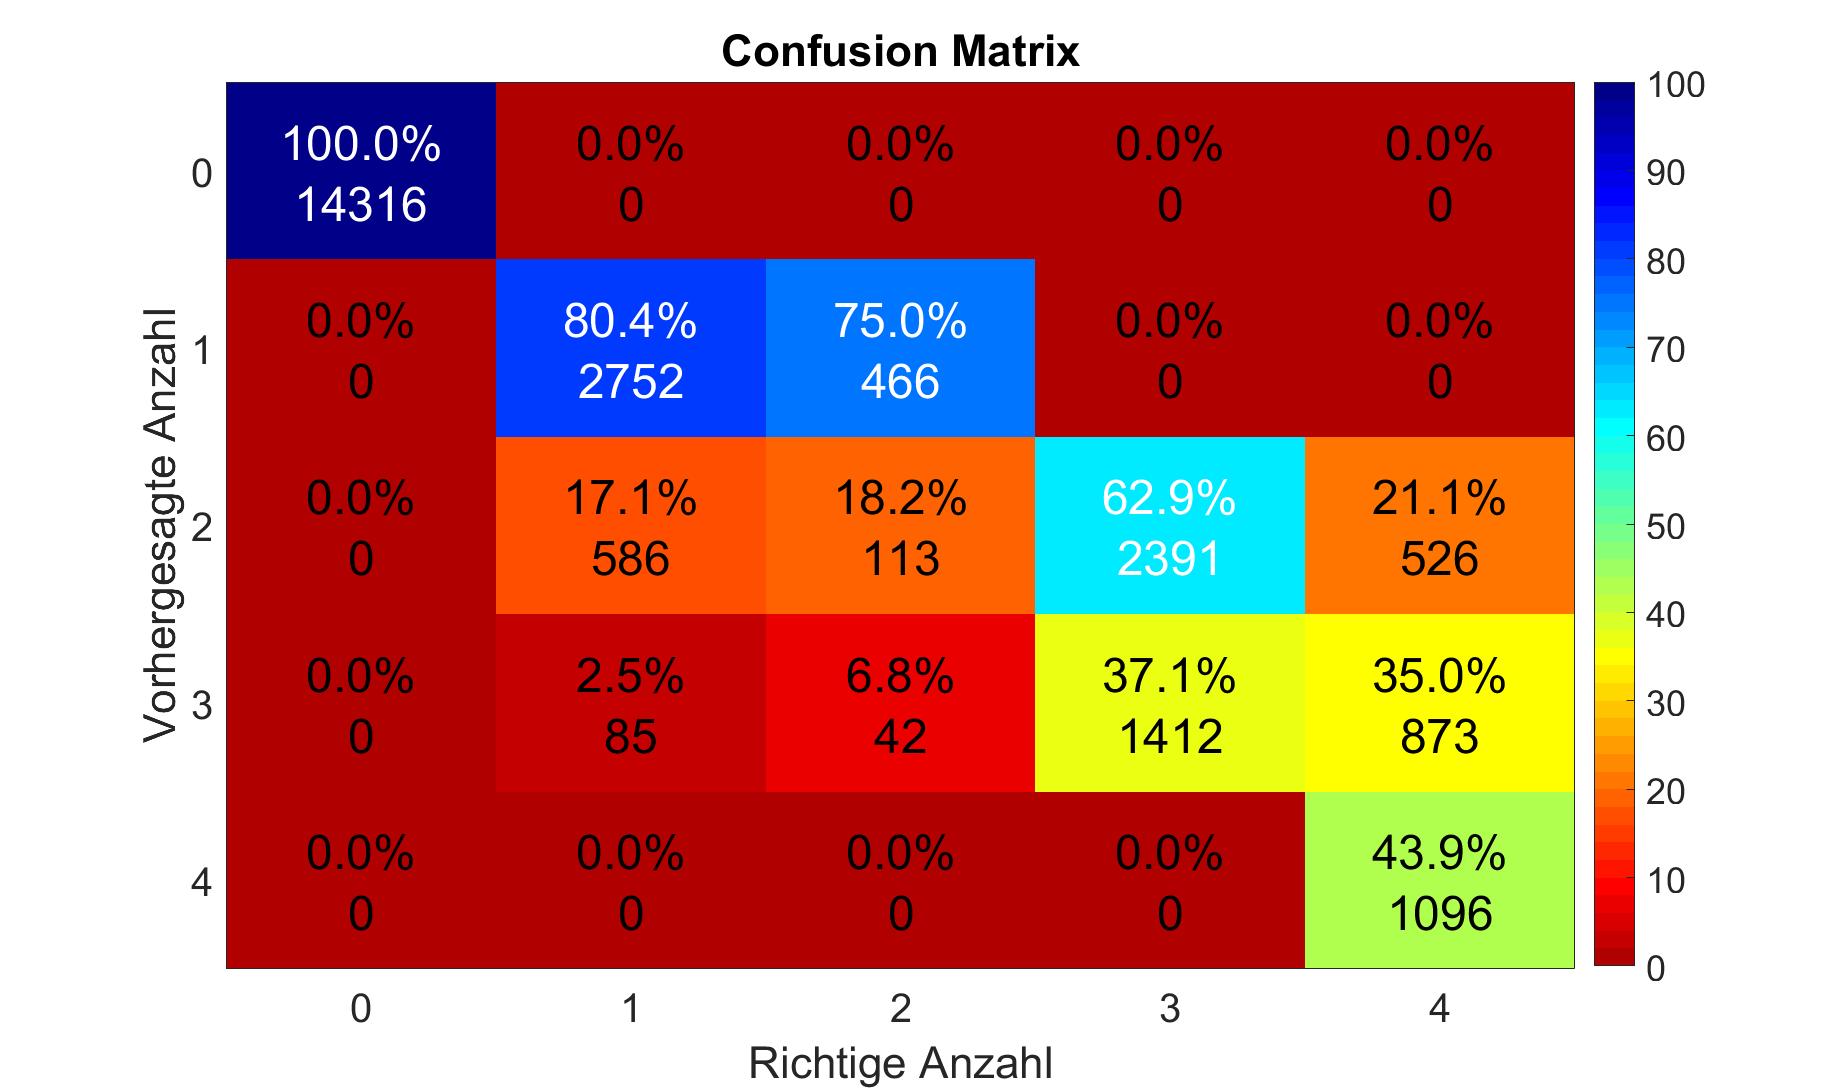 Confusion Matrix
100.0% 0.0% 0.0% 0.0% 0.0%
0
14316 0 0 0 0
0.0% 80.4% 75.0% 0.0% 0.0%
1
0 2752 466 0 0
0.0% 17.1% 18.2% 62.9% 21.1%
2
0 586 113 2391 526
0.0% 2.5% 6.8% 37.1% 35.0%
3
0 85 42 1412 873
0.0% 0.0% 0.0% 0.0% 43.9%
4
0 0 0 0 1096
0 1 2 3 4
Richtige Anzahl
Vorhergesagte Anzahl
100
90
80
70
60
50
40
30
20
10
0